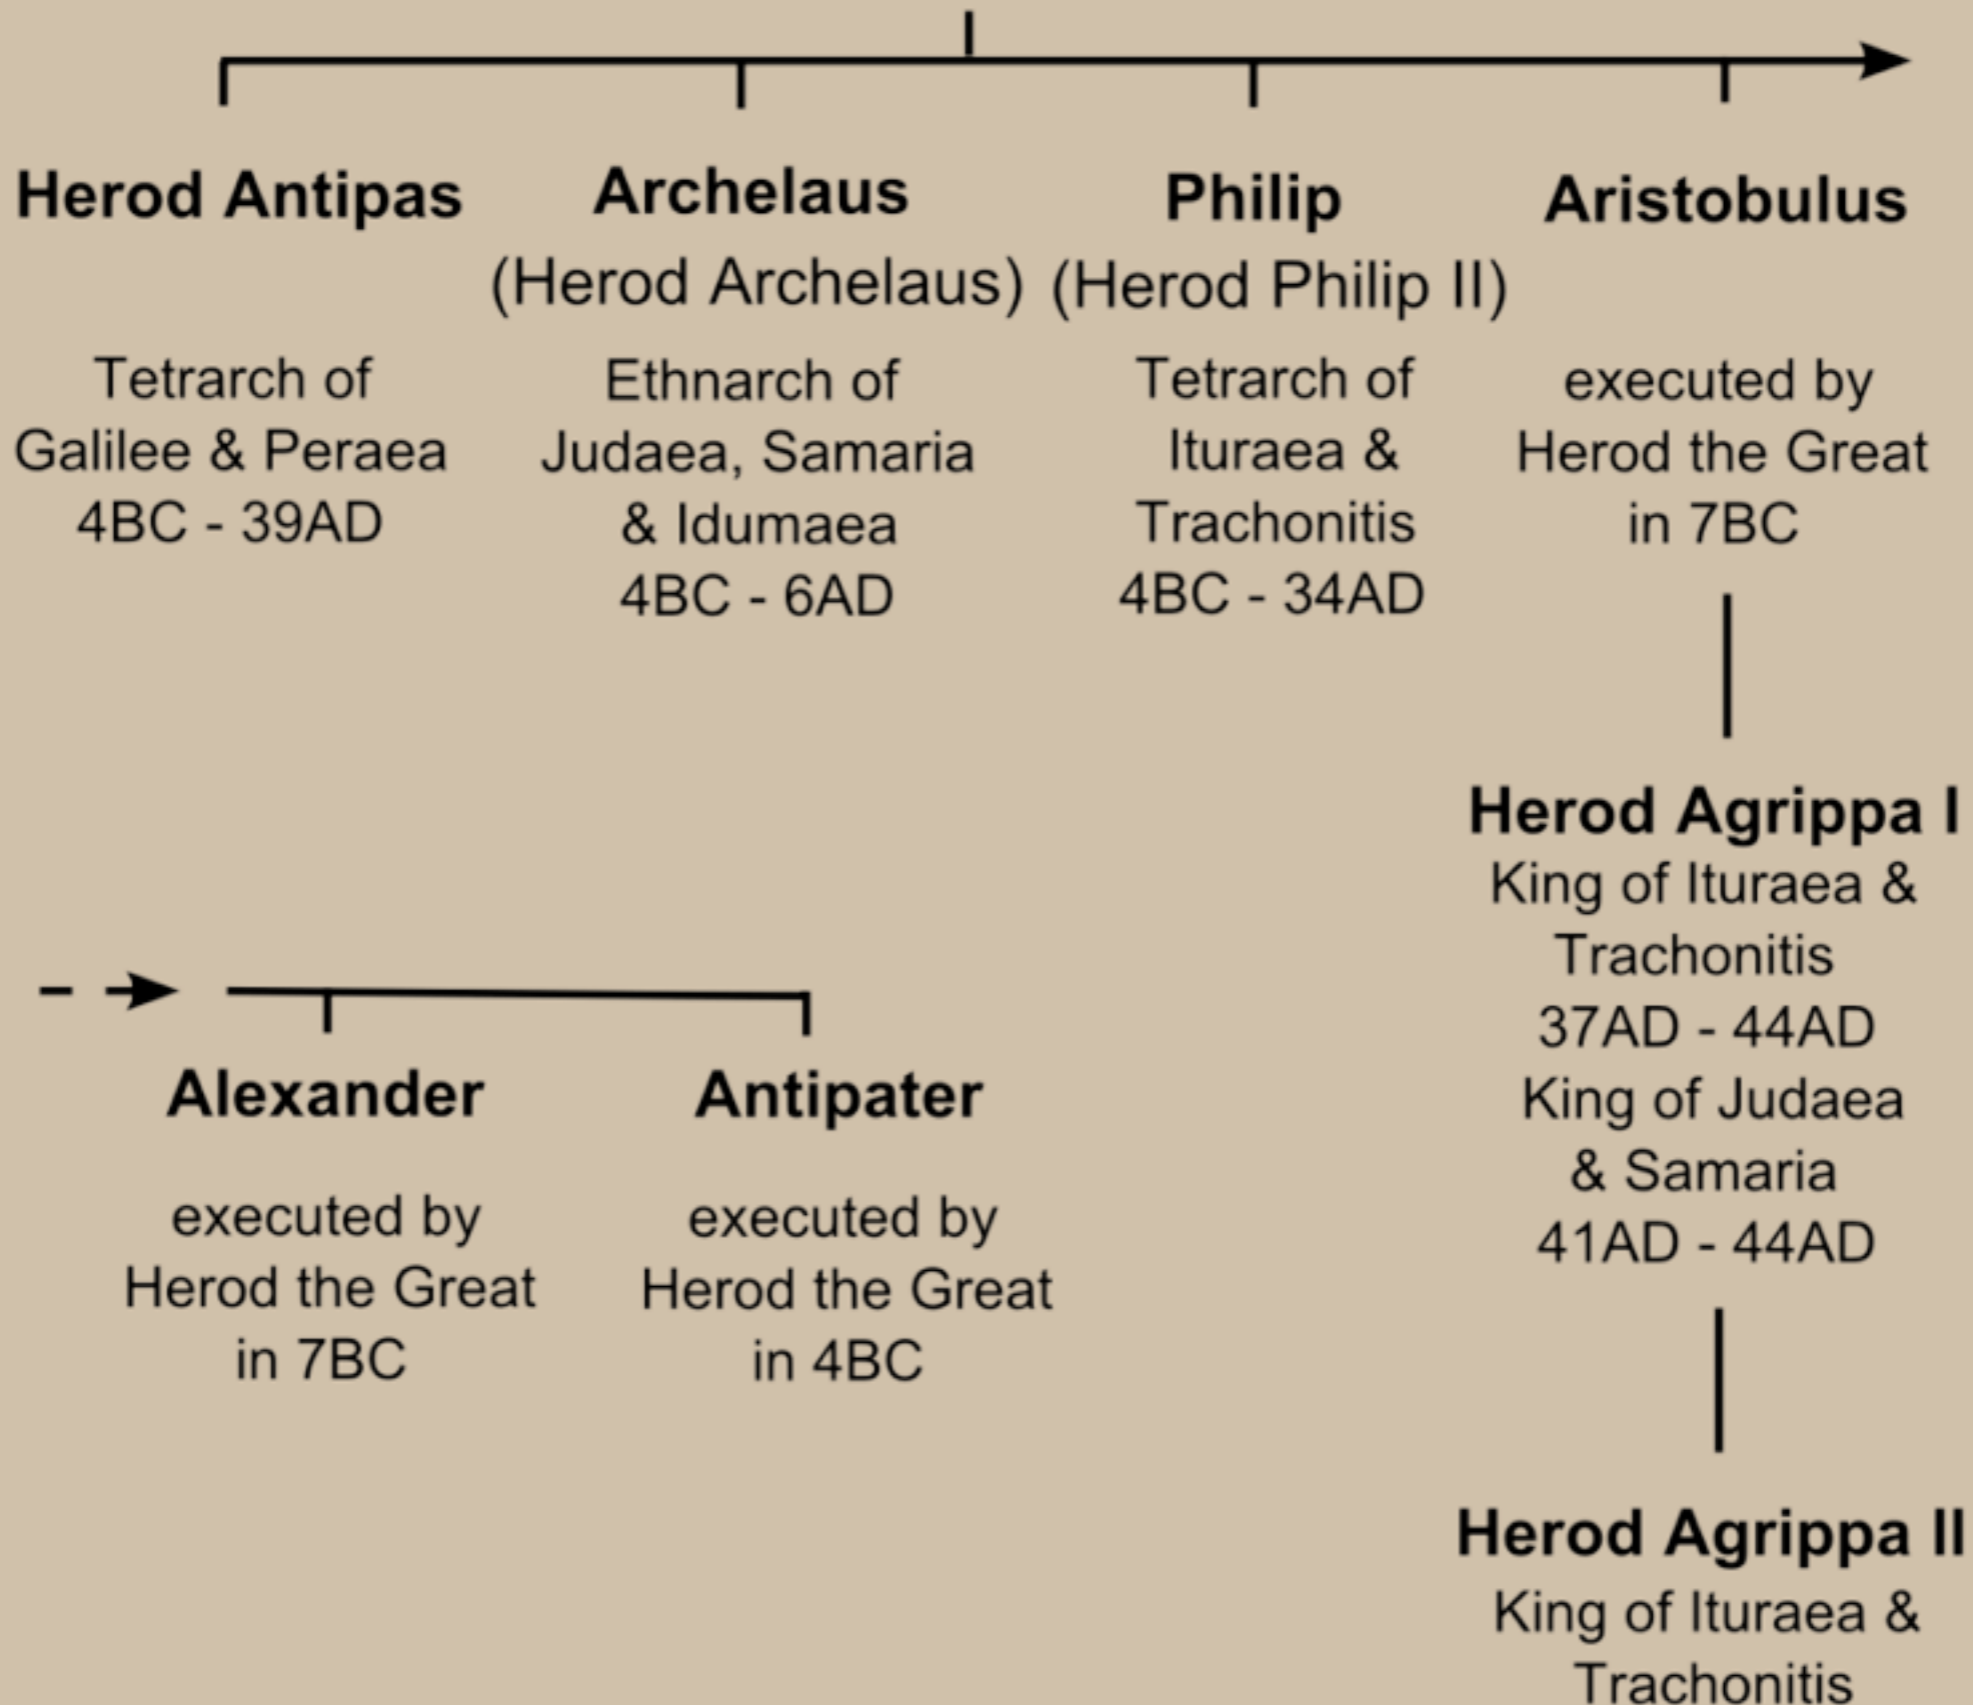 Herod Antipas
Tetrarch of
Galilee & Peraea
4BC - 39AD
Archelaus
(Herod Archelaus)
Ethnarch of
Judaea, Samaria
& Idumaea
4BC - 6AD
Philip
(Herod Philip II)
Tetrarch of
Ituraea &
Trachonitis
4BC - 34AD
Aristobulus
executed by
Herod the Great
in 7BC
Herod Agrippa I
King of Ituraea &
Trachonitis
37AD - 44AD
King of Judaea
& Samaria
41AD - 44AD
Herod Agrippa II
King of Ituraea &
Trachonitis
Alexander
executed by
Herod the Great
in 7BC
Antipater
executed by
Herod the Great
in 4BC